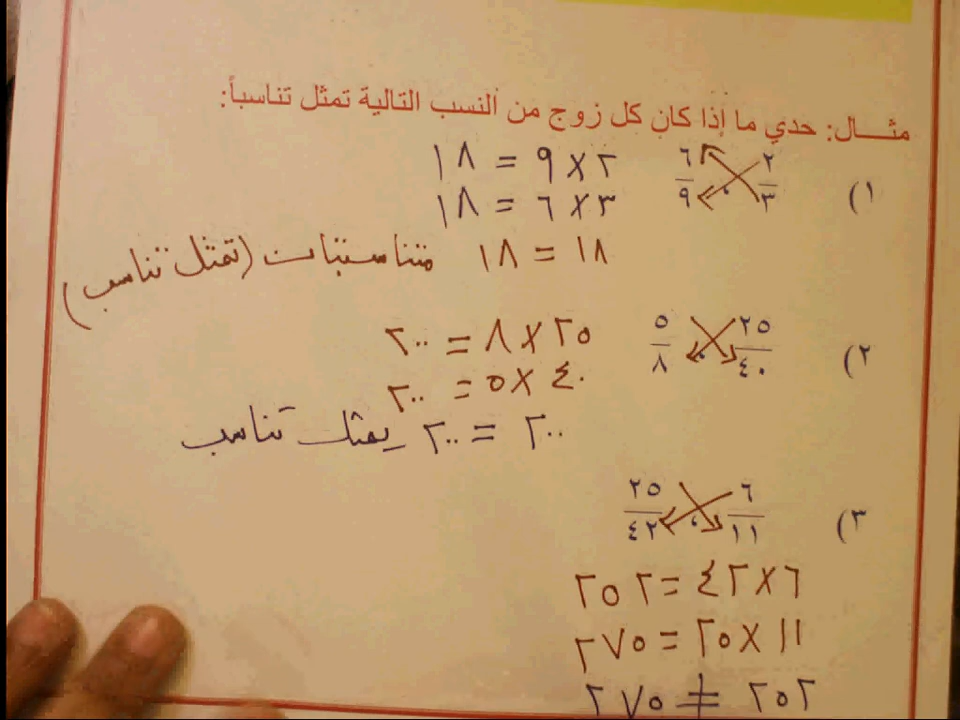 مثـــال: حددي ما إذا كان كل زوج من النسب التالية تمثل تناسباً:
١) ٢/٣ ، ٦/٩ ٢ × ٩ = ١٨
٣ × ٦ = ١٨
١٨ = ١٨ متناسبتان (تمثل تناسب)
٢) ٢٥/٤٠ ، ٥/٨ ٢٥ × ٨ = ٢٠٠
٤٠ × ٥ = ٢٠٠
٢٠٠ = ٢٠٠ يمثل تناسب
٣) ٦/١١ ، ٢٥/٤٢
٦ × ٤٢ = ٢٥٢
١١ × ٢٥ = ٢٧٥
٢٥٢ ≠ ٢٧٥